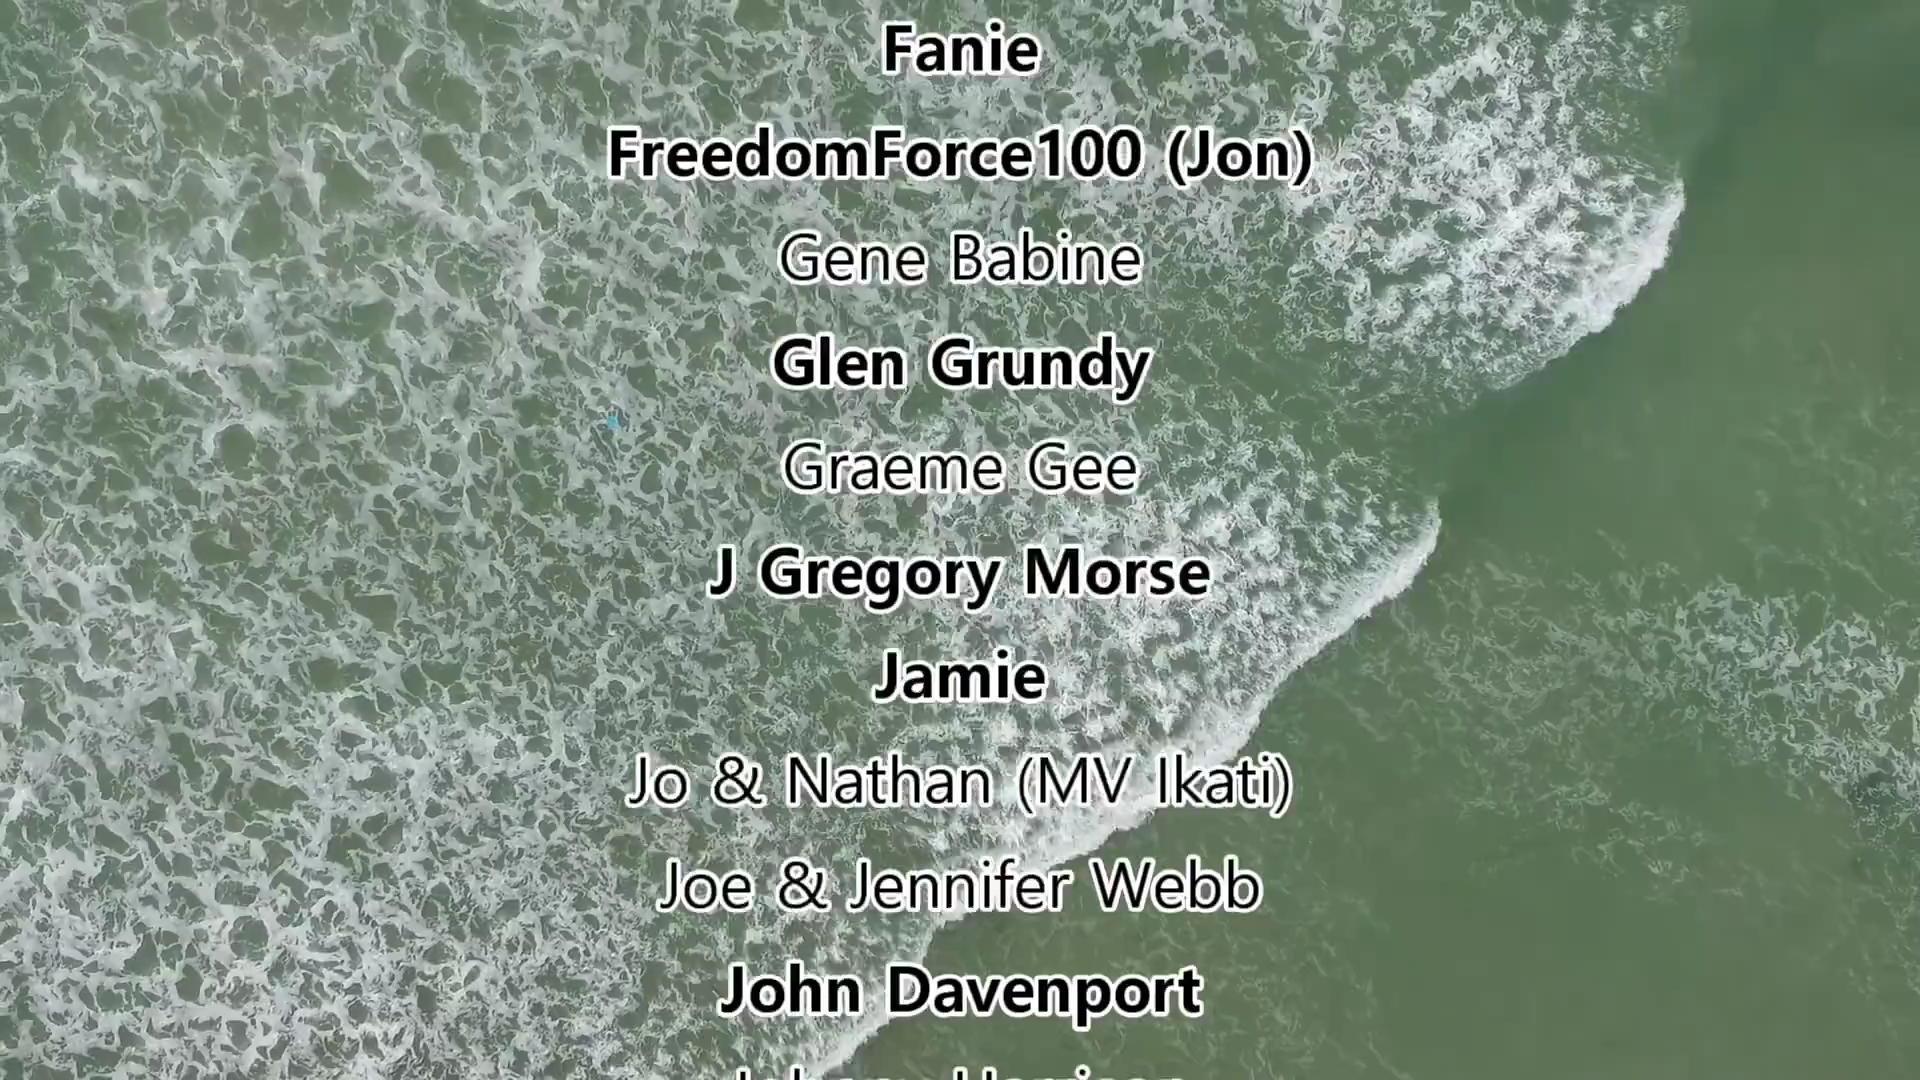 Fanie
FreedomForce100 (Jon)
Gene Babine
Glen Grundy
Graeme Gee
J Gregory Morse
Jamie
Jo & Nathan (MV Ikati)
Joe & Jennifer Webb
John Davenport